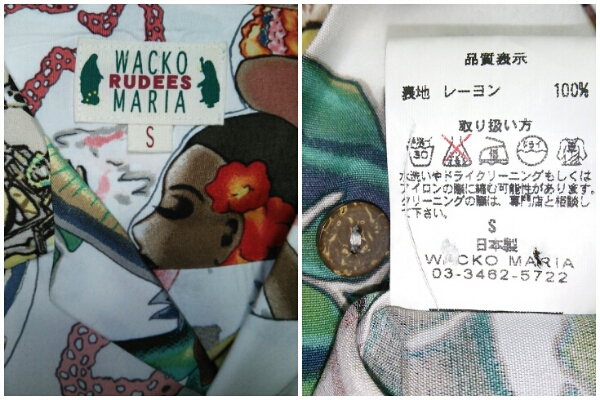 WACKO
RUDEES
MARIA
S
品質表示
表地 レーヨン 100%
取り扱い方
水洗いやドライクリーニングもしくは
アイロンの際に縮む可能性があります。
クリーニングの際は、専門店と相談し
て下さい。
S
日本製
WACKO MARIA
03-3462-5722